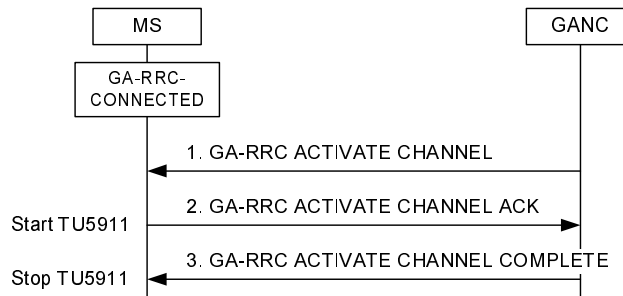 MS
GANC
GA-RRC-
CONNECTED
1. GA-RRC ACTIVATE CHANNEL
2. GA-RRC ACTIVATE CHANNEL ACK
Start TU5911
3. GA-RRC ACTIVATE CHANNEL COMPLETE
Stop TU5911